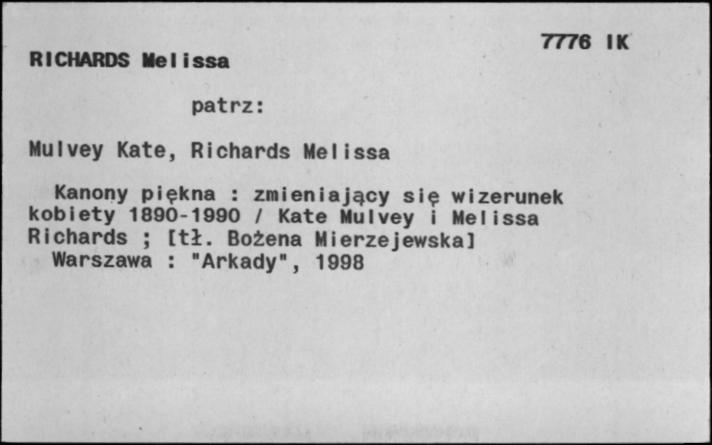 7776 IK
RICHARDS Melissa
patrz:
Mulvey Kate, Richards Melissa
Kanony piękna : zmieniający się wizerunek
kobiety 1890-1990 / Kate Mulvey i Melissa
Richards ; [tł. Bożena Mierzejewska]
Warszawa : "Arkady", 1998